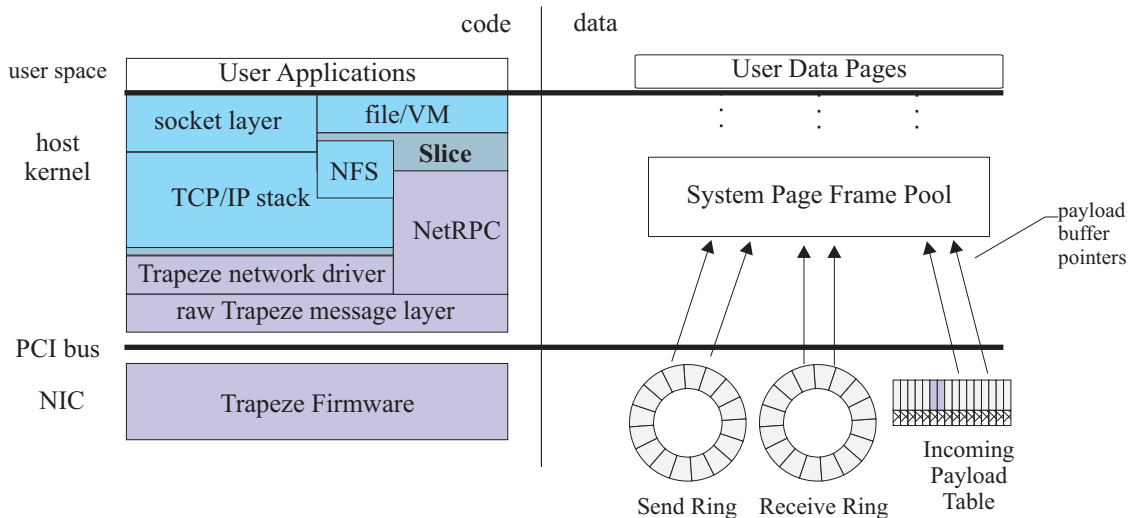 code
data
user space
User Applications
User Data Pages
host
kernel
socket layer
file/VM
Slice
NFS
TCP/IP stack
NetRPC
Trapeze network driver
raw Trapeze message layer
System Page Frame Pool
payload
buffer
pointers
PCI bus
NIC
Trapeze Firmware
Send Ring
Receive Ring
Incoming
Payload
Table